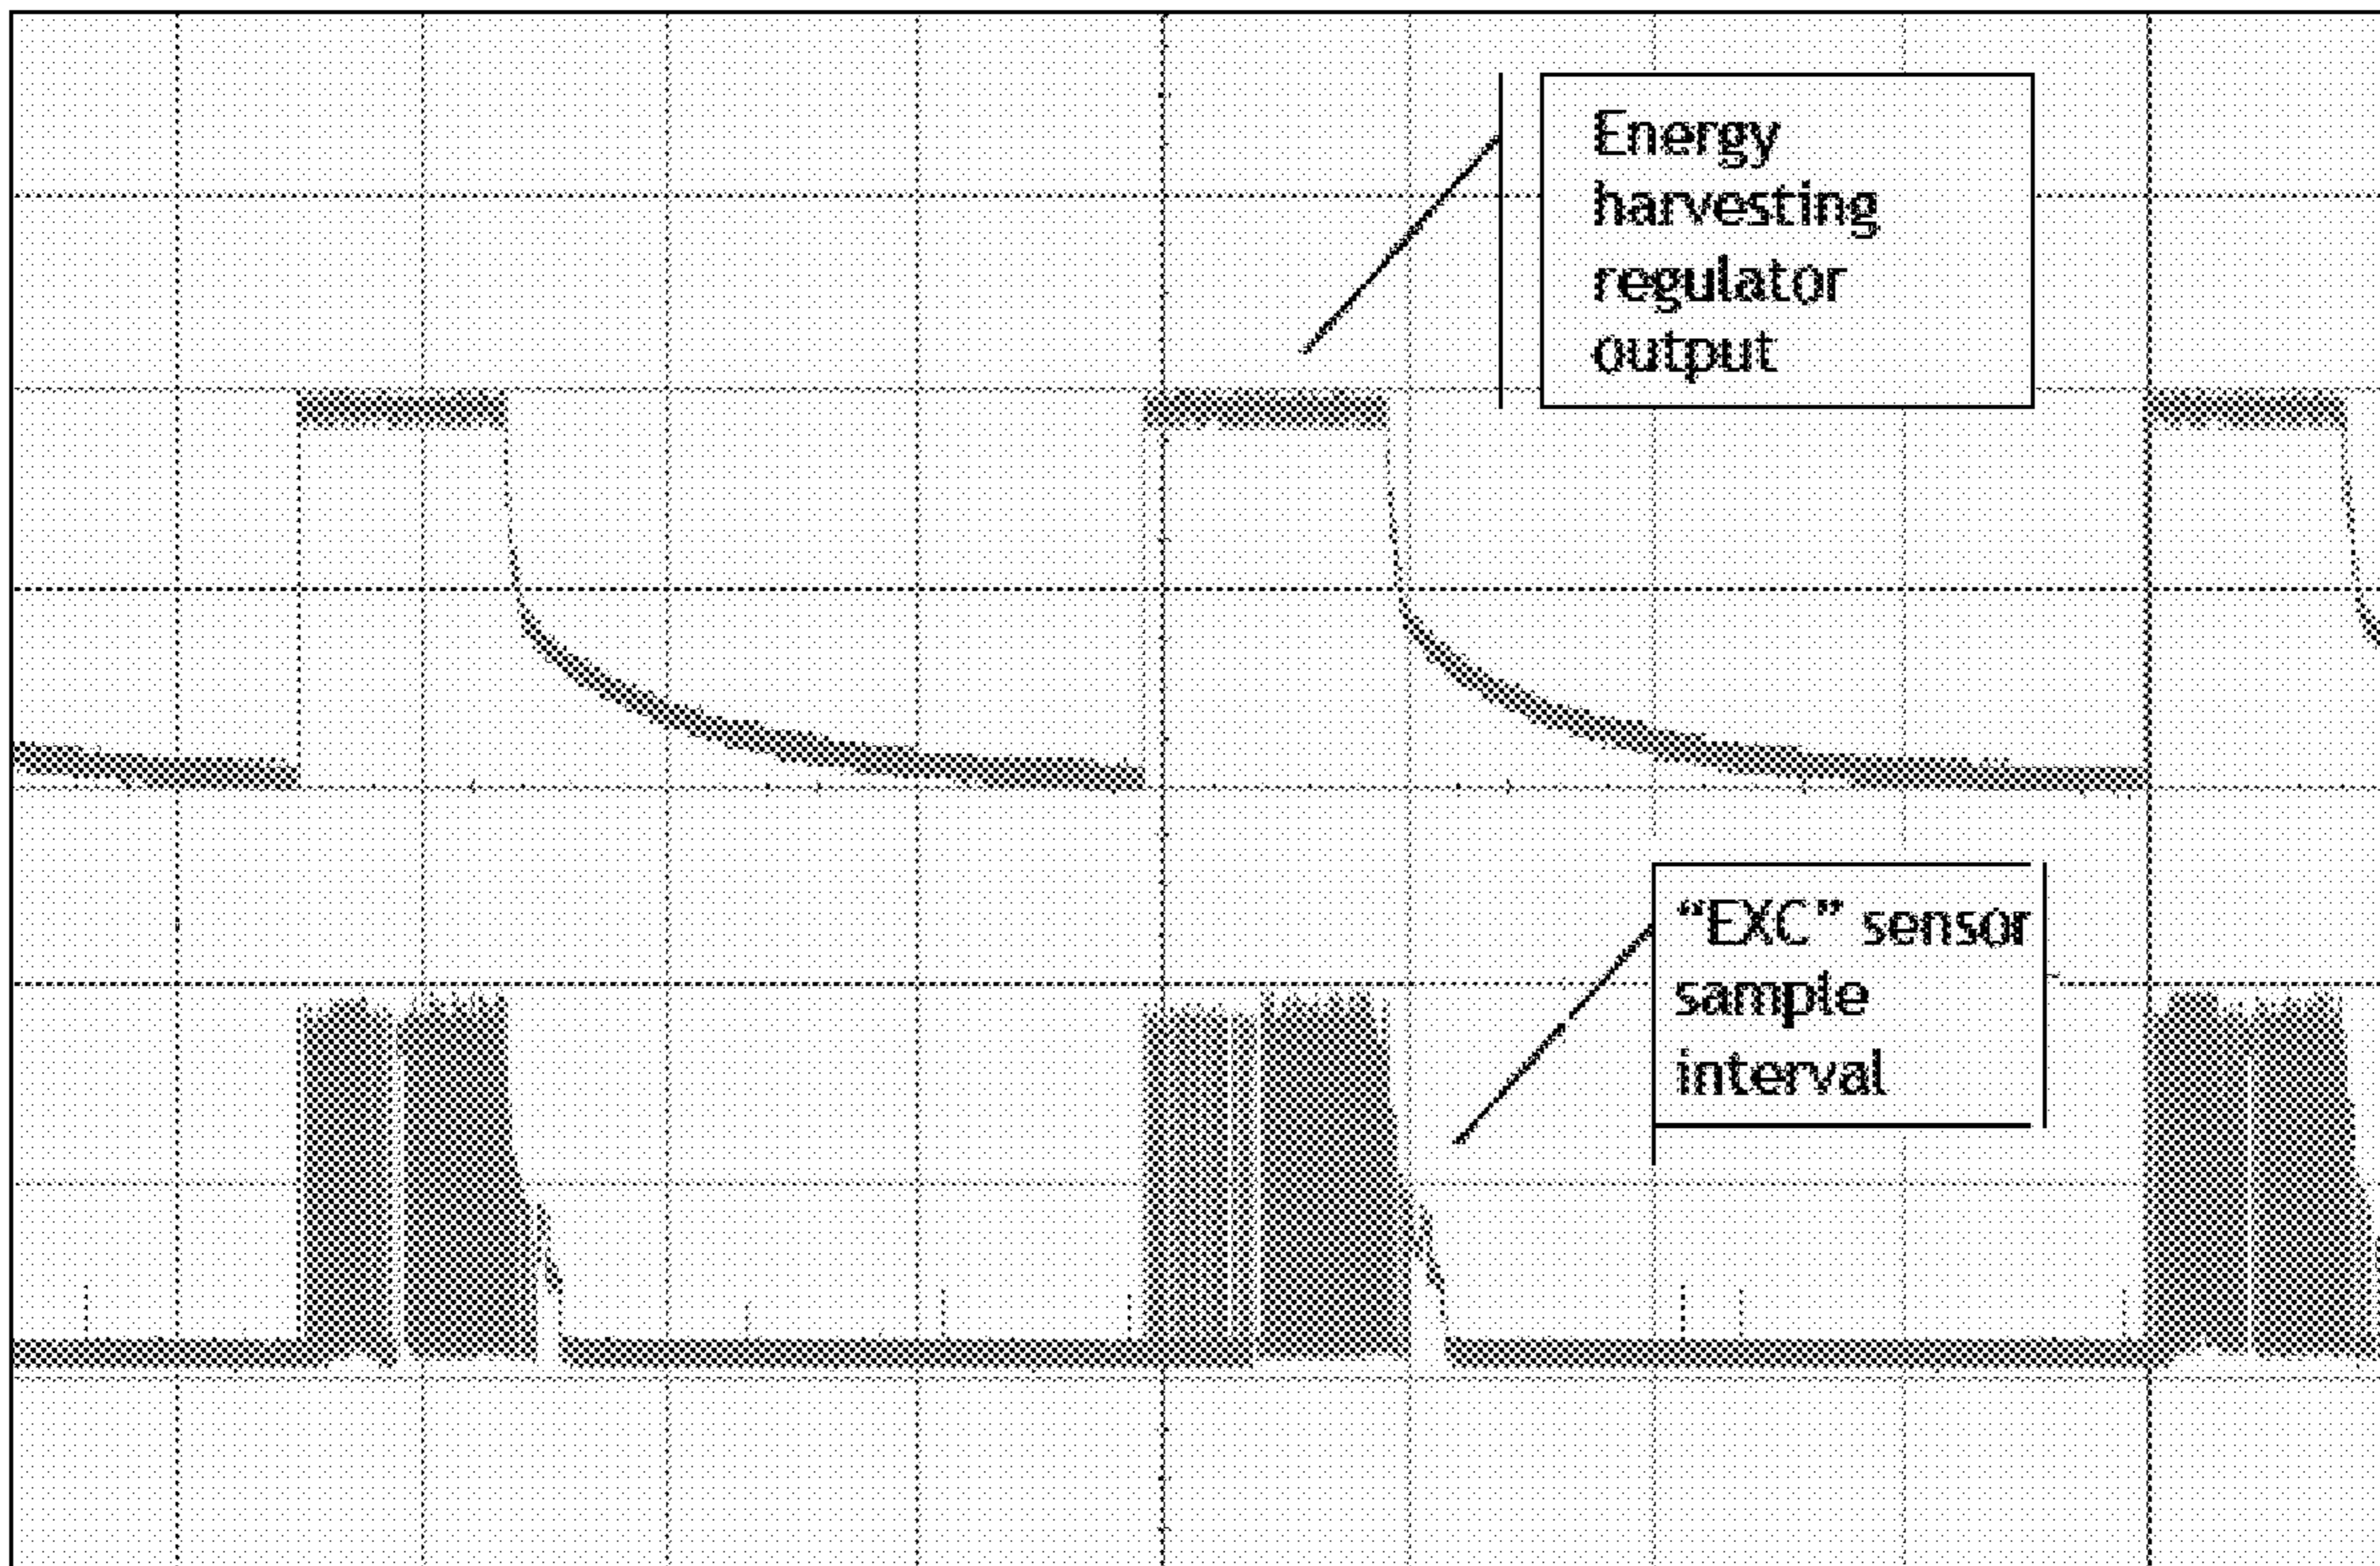 Energy
harvesting
regulator
output
“EXC” sensor
sample
interval